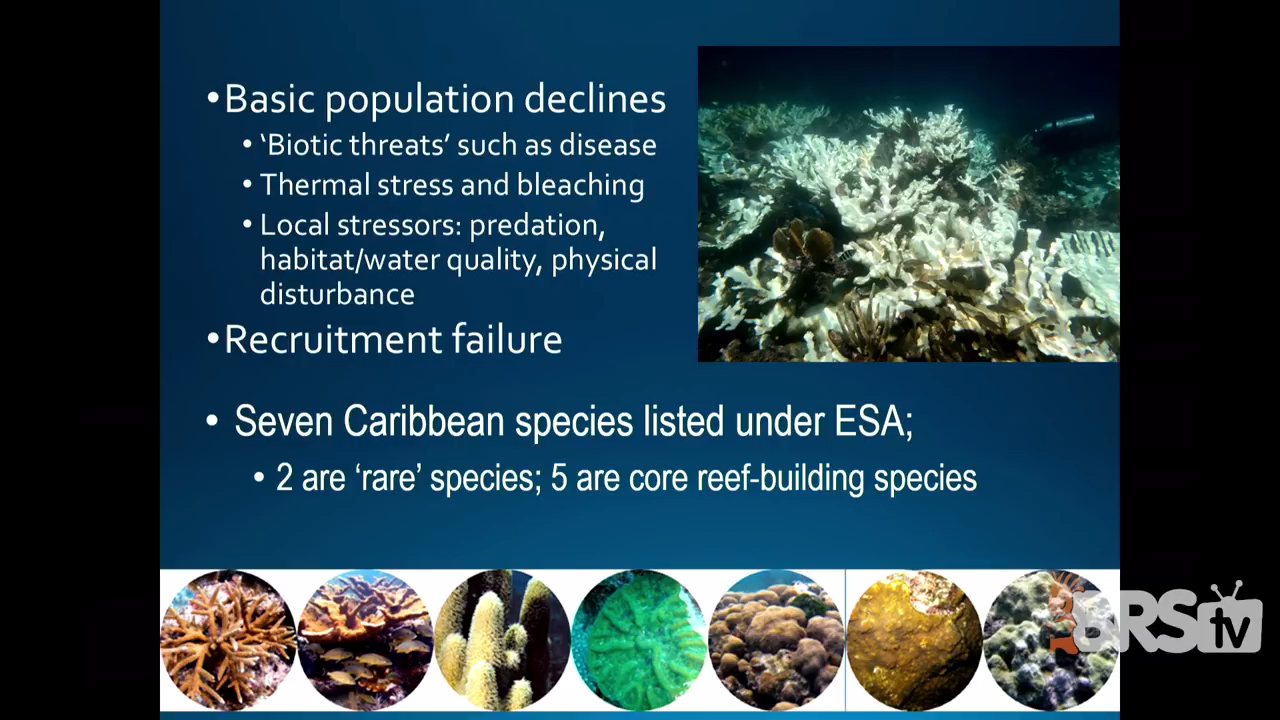 •Basic population declines
• ‘Biotic threats’ such as disease
• Thermal stress and bleaching
• Local stressors: predation,
habitat/water quality, physical
disturbance
•Recruitment failure
• Seven Caribbean species listed under ESA;
• 2 are ‘rare’ species; 5 are core reef-building species
BRS
tv